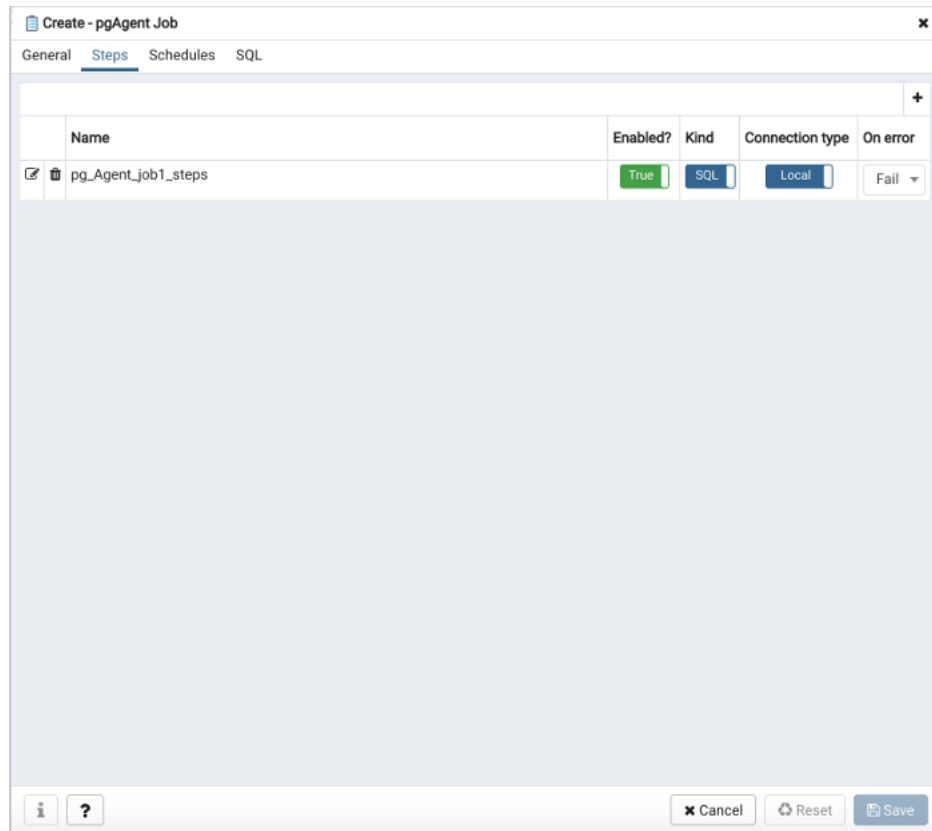 Create - pgAgent Job
General Steps Schedules SQL
Name Enabled? Kind Connection type On error
pg_Agent_job1_steps True SQL Local Fail
i ? Cancel Reset Save